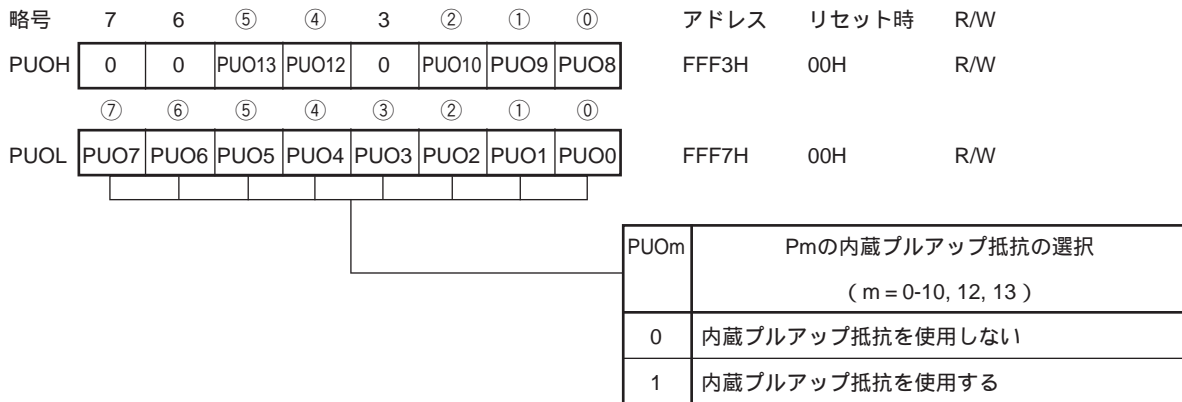 略号 7 6 ⑤ ④ 3 ② ① ⓪ アドレス リセット時 R/W
PUOH 0 0 PUO13 PUO12 0 PUO10 PUO9 PUO8 FFF3H 00H R/W
⑦ ⑥ ⑤ ④ ③ ② ① ⓪
PUOL PUO7 PUO6 PUO5 PUO4 PUO3 PUO2 PUO1 PUO0 FFF7H 00H R/W
PUOm Pmの内蔵プルアップ抵抗の選択
（m = 0-10, 12, 13）
0 内蔵プルアップ抵抗を使用しない
1 内蔵プルアップ抵抗を使用する